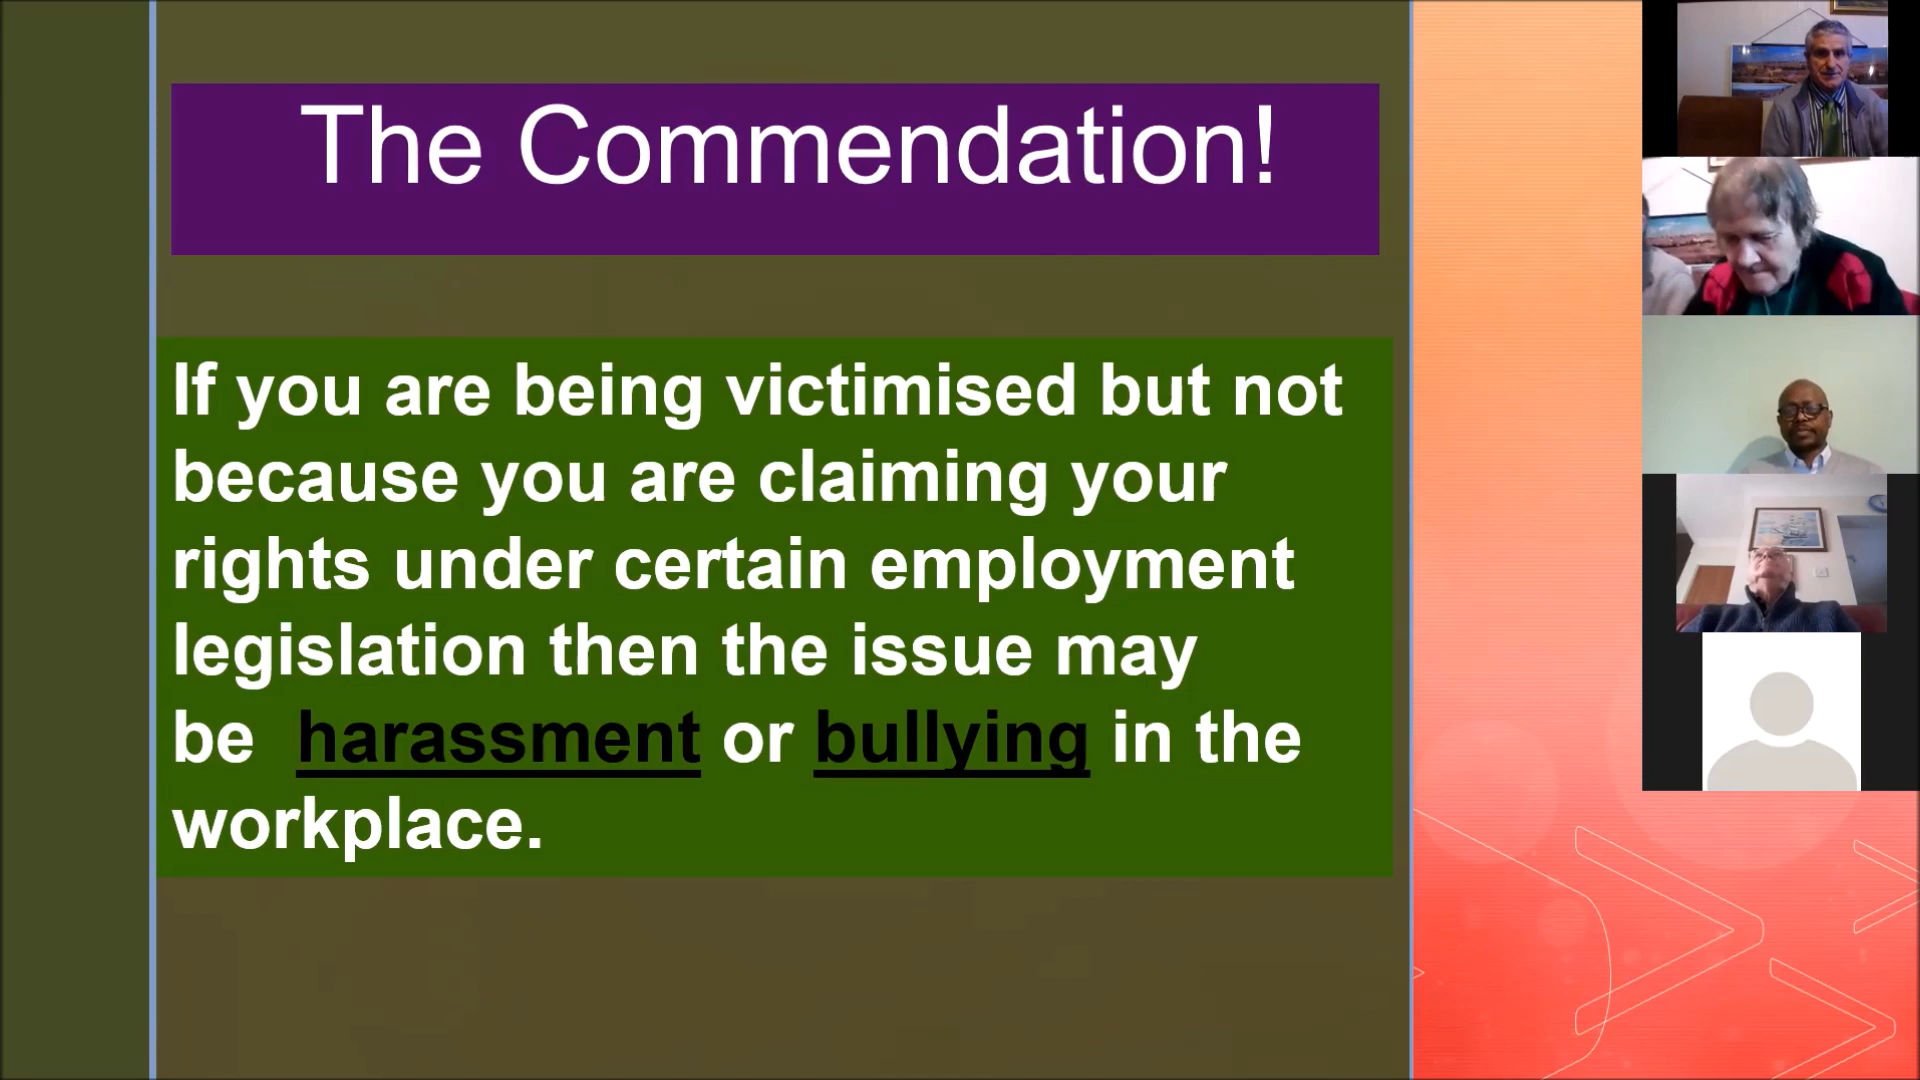 The Commendation!
If you are being victimised but not
because you are claiming your
rights under certain employment
legislation then the issue may
be harassment or bullying in the
workplace.